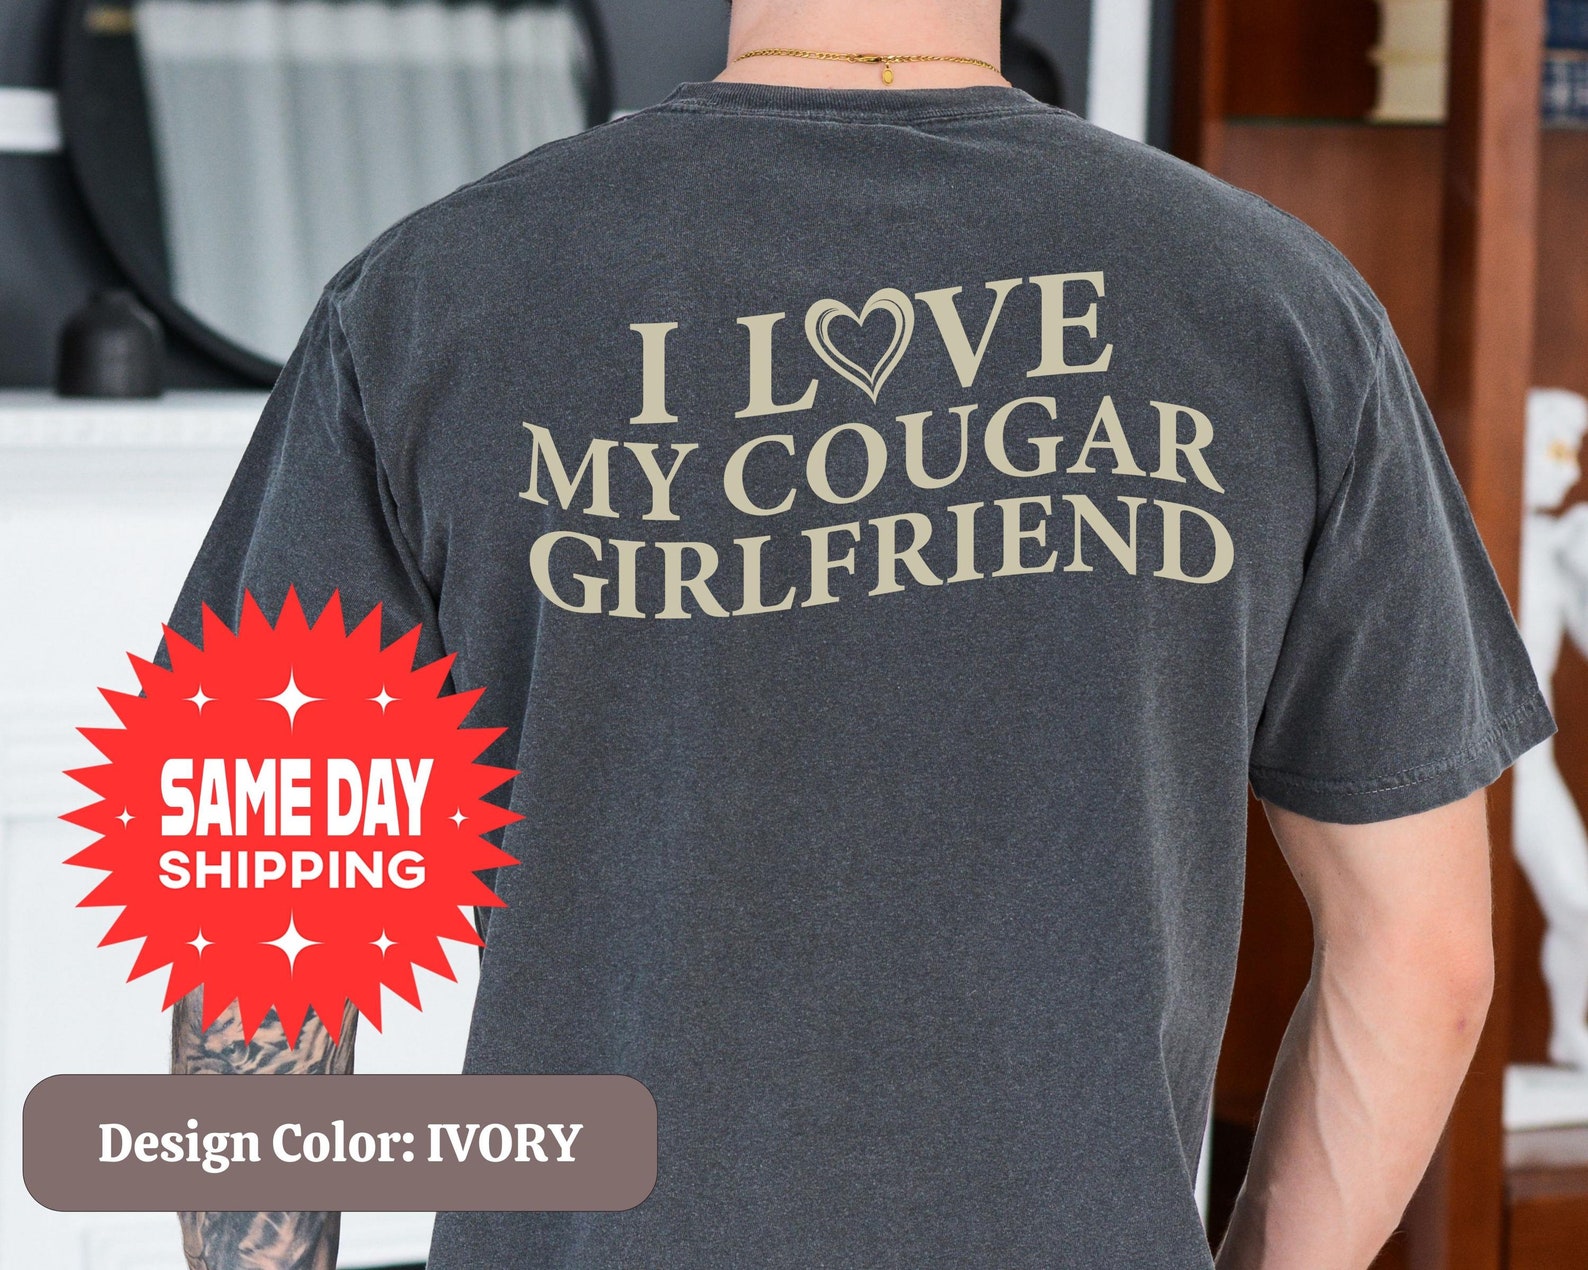 I LOVE
MY COUGAR
GIRLFRIEND
SAME DAY
SHIPPING
Design Color: IVORY